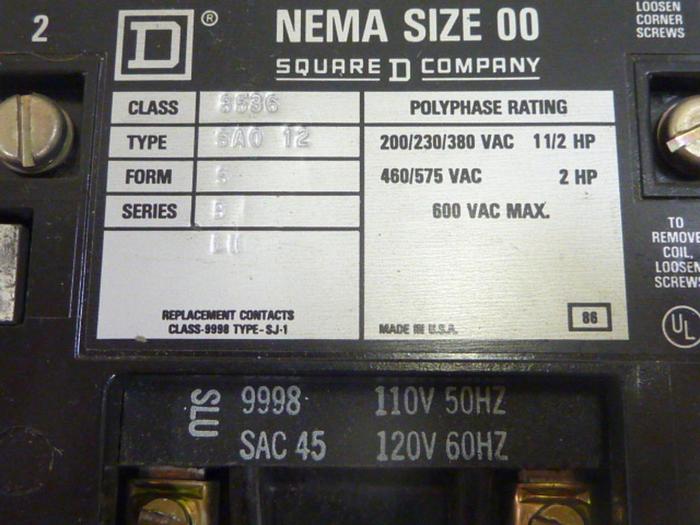 2
D ®
NEMA SIZE 00
SQUARE D COMPANY
LOOSEN
CORNER
SCREWS
CLASS 8536
TYPE SAO 12
FORM S
SERIES B
POLYPHASE RATING
200/230/380 VAC 1 1/2 HP
460/575 VAC 2 HP
600 VAC MAX.
REPLACEMENT CONTACTS
CLASS-9998 TYPE-SJ-1
MADE IN U.S.A.
86
TO
REMOVE
COIL,
LOOSEN
SCREWS
UL
SLU
9998 110V 50HZ
SAC 45 120V 60HZ